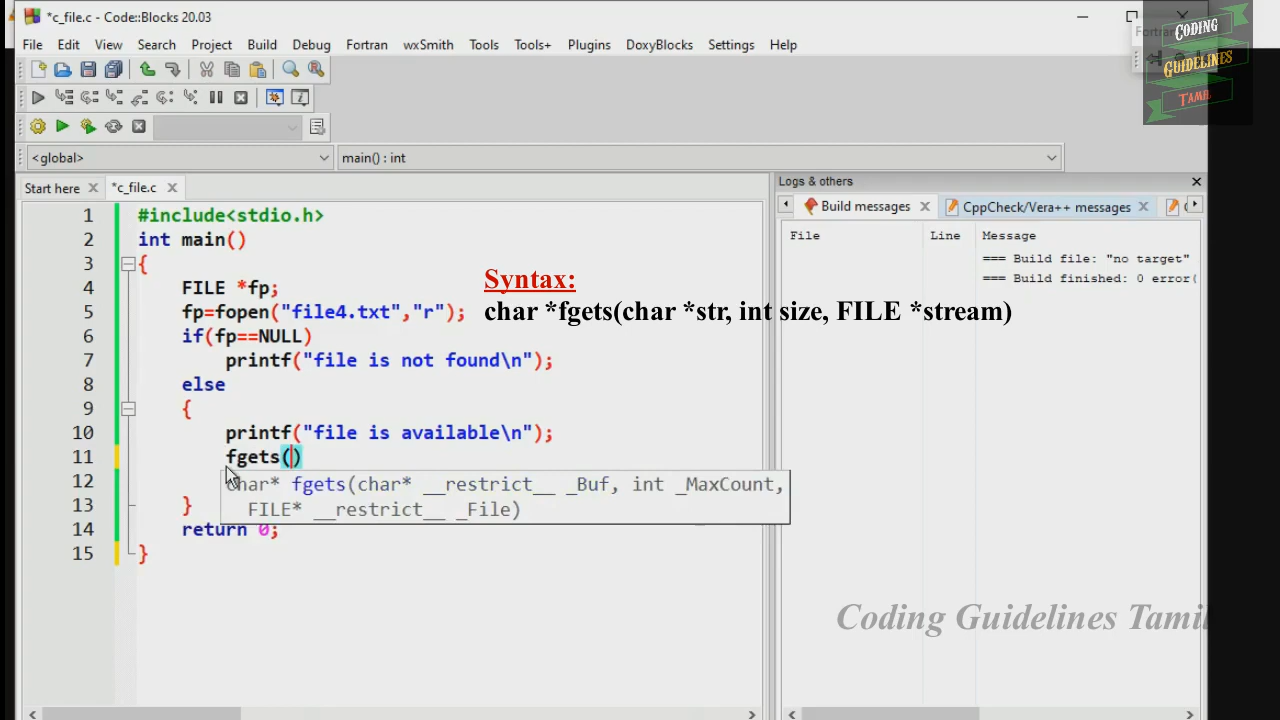 *c_file.c - Code::Blocks 20.03
File Edit View Search Project Build Debug Fortran wxSmith Tools Tools+ Plugins DoxyBlocks Settings Help
Fortran
CODING
GUIDELINES
TAMIL
<global>
main() : int
Start here
*c_file.c
Logs & others
Build messages
CppCheck/Vera++ messages
File Line Message
=== Build file: "no target"
=== Build finished: 0 error(
1 #include<stdio.h>
2 int main()
3 {
4 FILE *fp;
5 fp=fopen("file4.txt","r");
6 if(fp==NULL)
7 printf("file is not found\n");
8 else
9 {
10 printf("file is available\n");
11 fgets()
12
13 }
14 return 0;
15 }
char* fgets(char* __restrict__ _Buf, int _MaxCount,
FILE* __restrict__ _File)
Syntax:
char *fgets(char *str, int size, FILE *stream)
Coding Guidelines Tamil